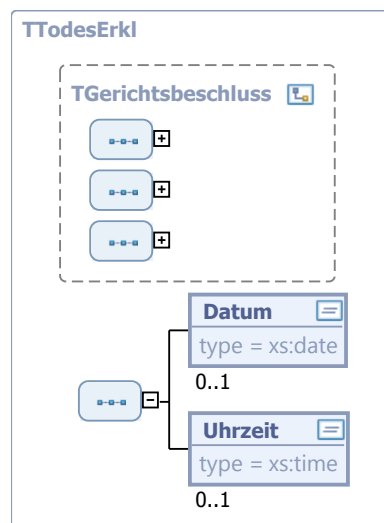 TTodesErkl
TGerichtsbeschluss
Datum
type = xs:date
0..1
Uhrzeit
type = xs:time
0..1